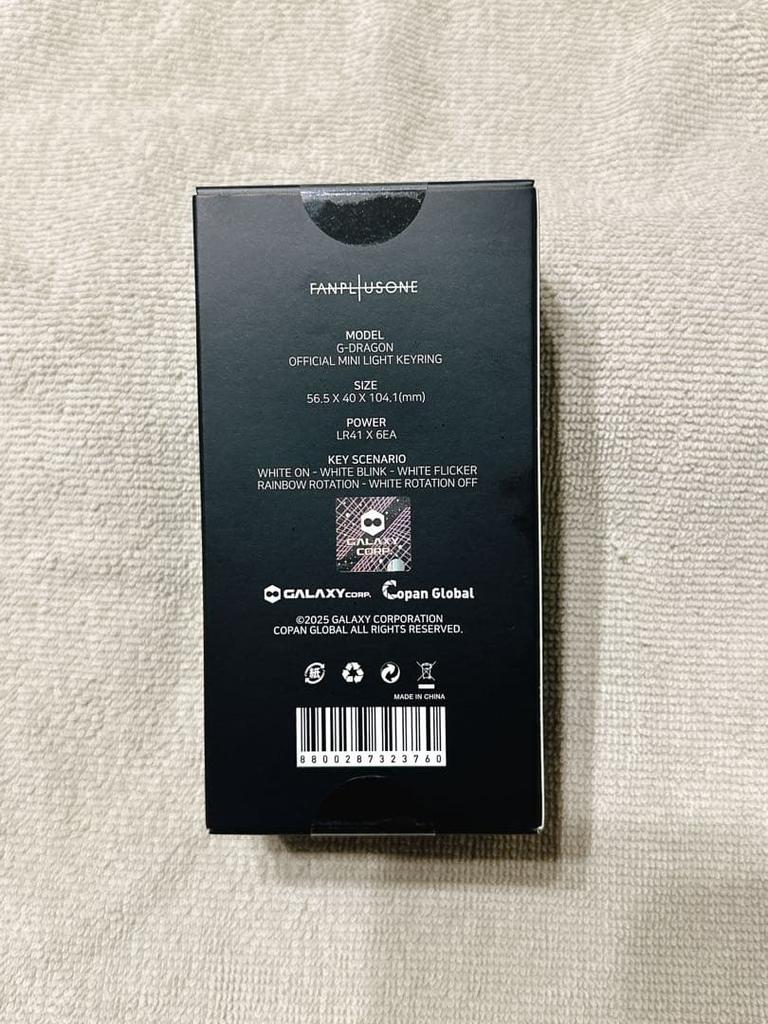 FANPLUSONE
MODEL
G-DRAGON
OFFICIAL MINI LIGHT KEYRING
SIZE
56.5 X 40 X 104.1(mm)
POWER
LR41 X 6EA
KEY SCENARIO
WHITE ON - WHITE BLINK - WHITE FLICKER
RAINBOW ROTATION - WHITE ROTATION OFF
GALAXY
CORP.
GALAXY CORP. Copan Global
©2025 GALAXY CORPORATION
COPAN GLOBAL ALL RIGHTS RESERVED.
紙
MADE IN CHINA
8800287323760